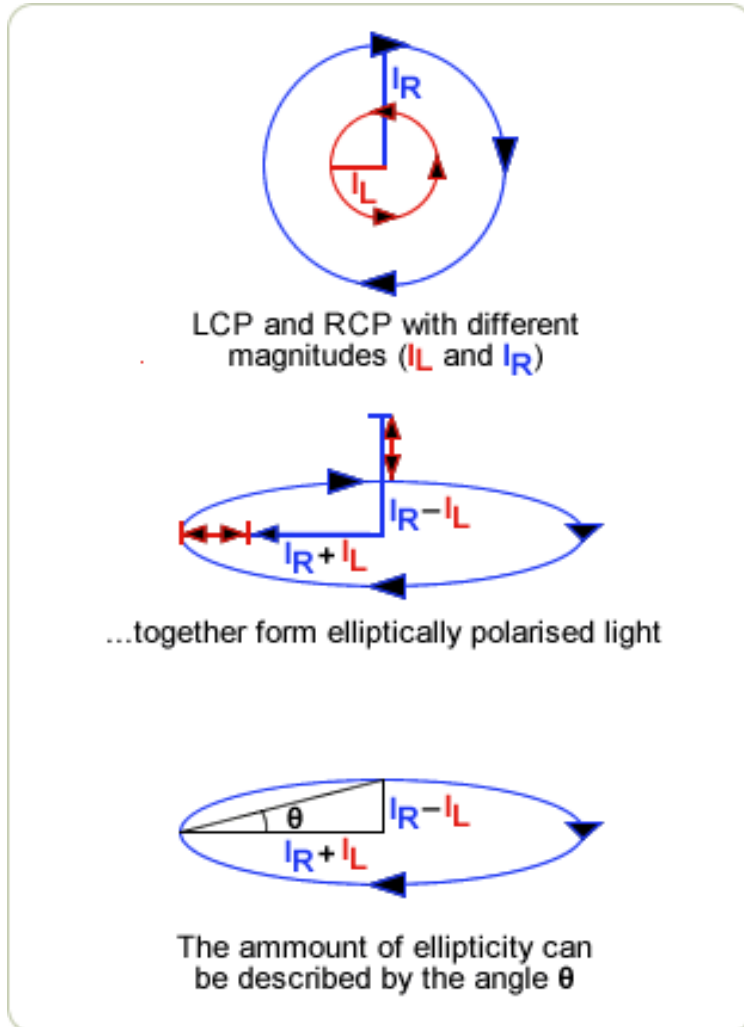 IR
IL
LCP and RCP with different
magnitudes (IL and IR)
IR-IL
IR+IL
...together form elliptically polarised light
θ
IR-IL
IR+IL
The ammount of ellipticity can
be described by the angle θ